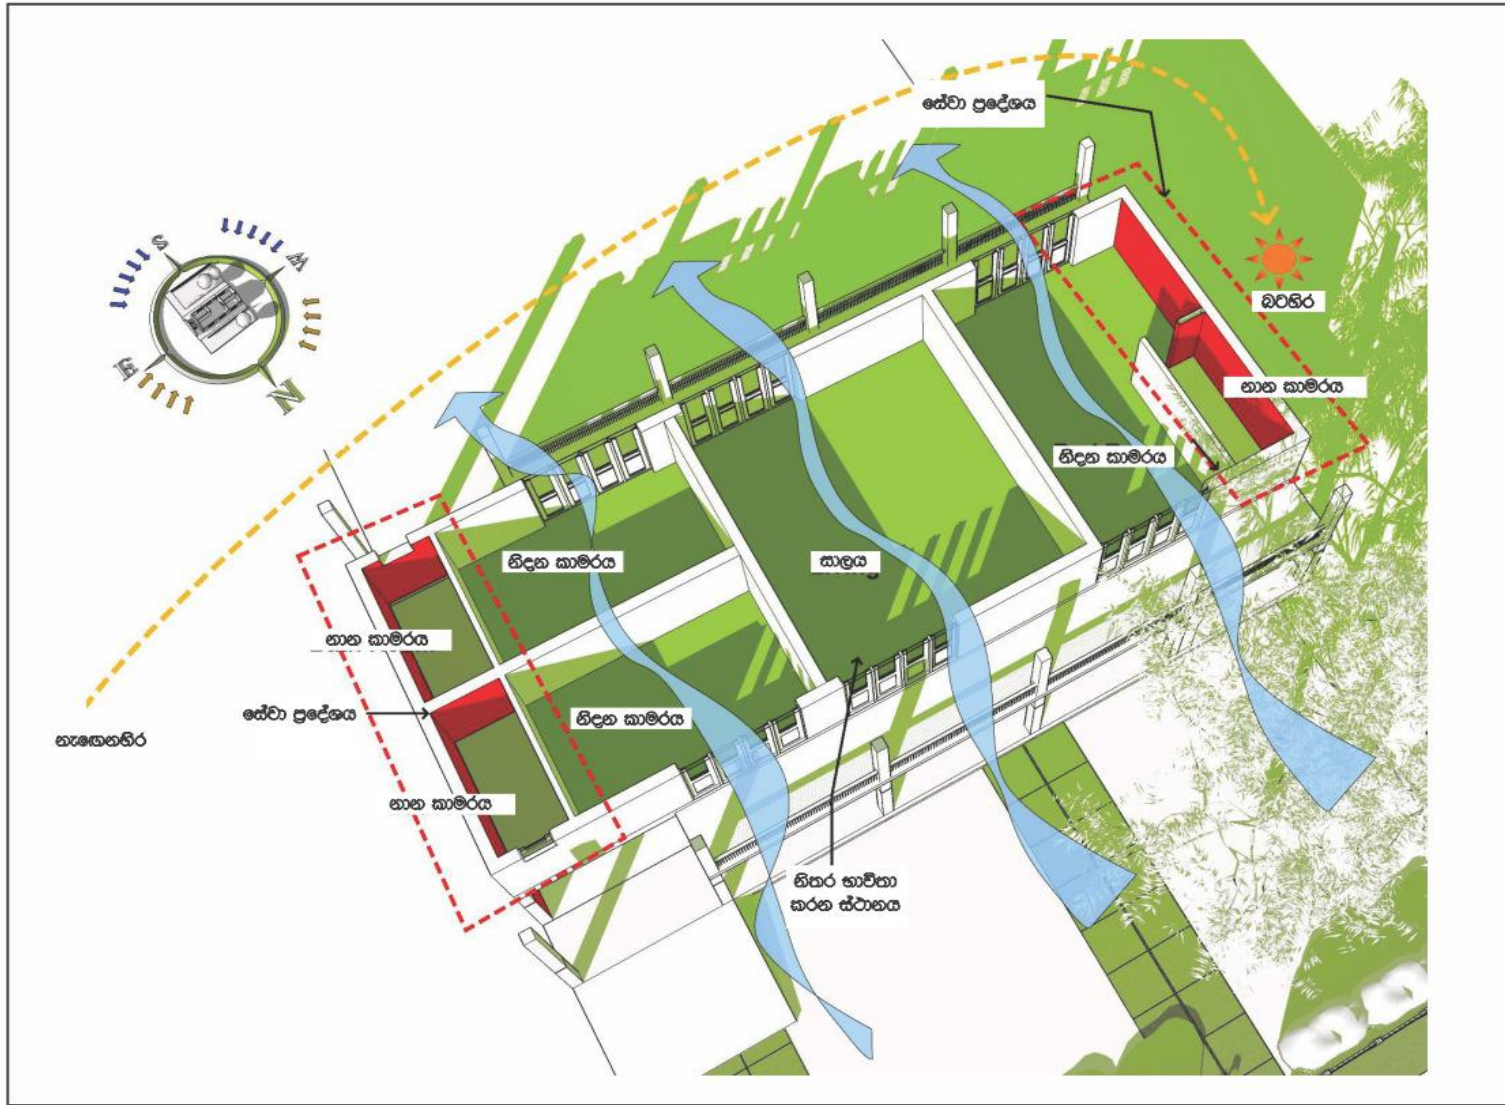 සේවා ප්‍රදේශය
S
W
බටහිර
E
N
නාන කාමරය
නිදන කාමරය
නිදන කාමරය
සාලය
නාන කාමරය
සේවා ප්‍රදේශය
නිදන කාමරය
නැඟෙනහිර
නාන කාමරය
නිතර භාවිතා
කරන ස්ථානය